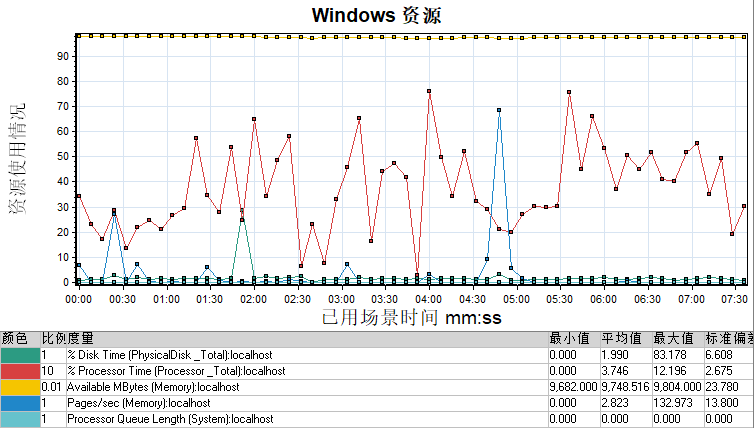 Windows 资源
资源使用情况
90
80
70
60
50
40
30
20
10
0
00:00 00:30 01:00 01:30 02:00 02:30 03:00 03:30 04:00 04:30 05:00 05:30 06:00 06:30 07:00 07:30
已用场景时间 mm:ss
颜色 比例 度量 最小值 平均值 最大值 标准偏差
1 % Disk Time (PhysicalDisk _Total):localhost 0.000 1.990 83.178 6.608
10 % Processor Time (Processor _Total):localhost 0.000 3.746 12.196 2.675
0.01 Available MBytes (Memory):localhost 9,682.000 9,748.516 9,804.000 23.780
1 Pages/sec (Memory):localhost 0.000 2.823 132.973 13.800
1 Processor Queue Length (System):localhost 0.000 0.000 0.000 0.000